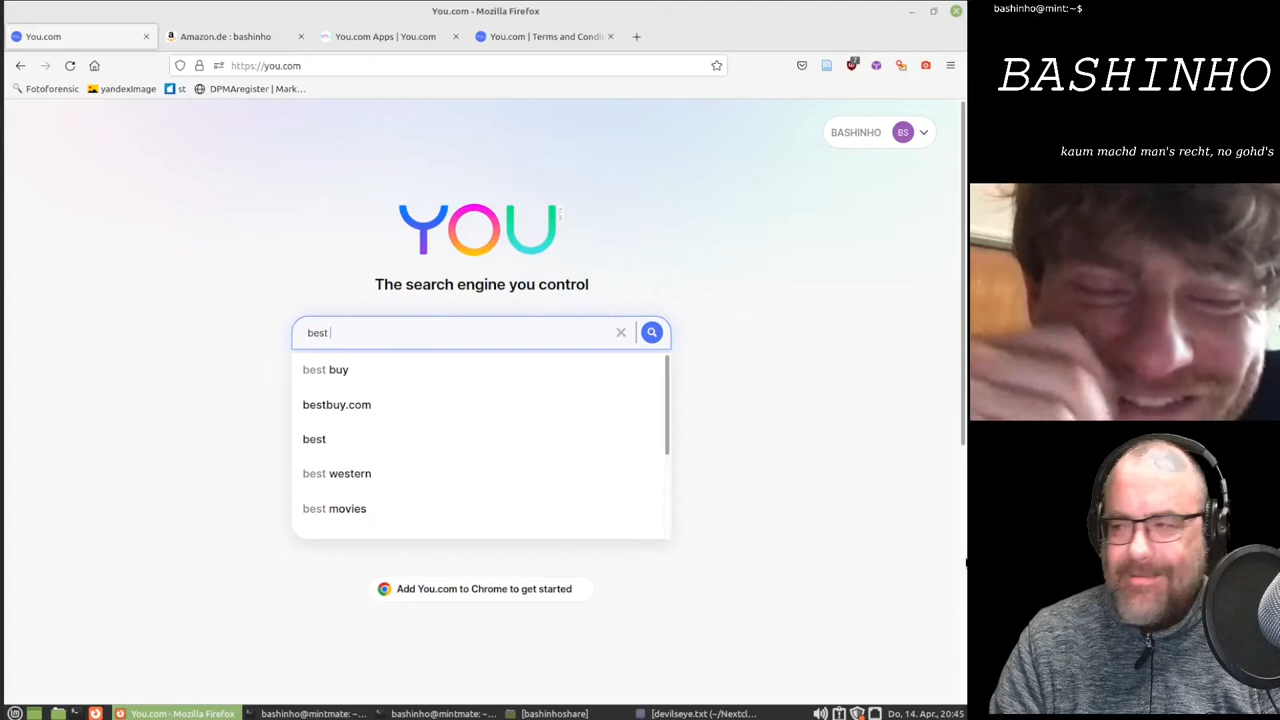 You.com - Mozilla Firefox
You.com
Amazon.de : bashinho
You.com Apps | You.com
You.com | Terms and Condit
https://you.com
7
Fotoforensic
yandexImage
st
DPMAregister | Mark...
BASHINHO
BS
YOU
The search engine you control
best
best buy
bestbuy.com
best
best western
best movies
Add You.com to Chrome to get started
You.com - Mozilla Firefox
bashinho@mintmate: ~...
bashinho@mintmate: ~...
[bashinhoshare]
[devilseye.txt (~/Nextcl...
Do, 14. Apr., 20:45
bashinho@mint:~$
BASHINHO
kaum machd man's recht, no gohd's